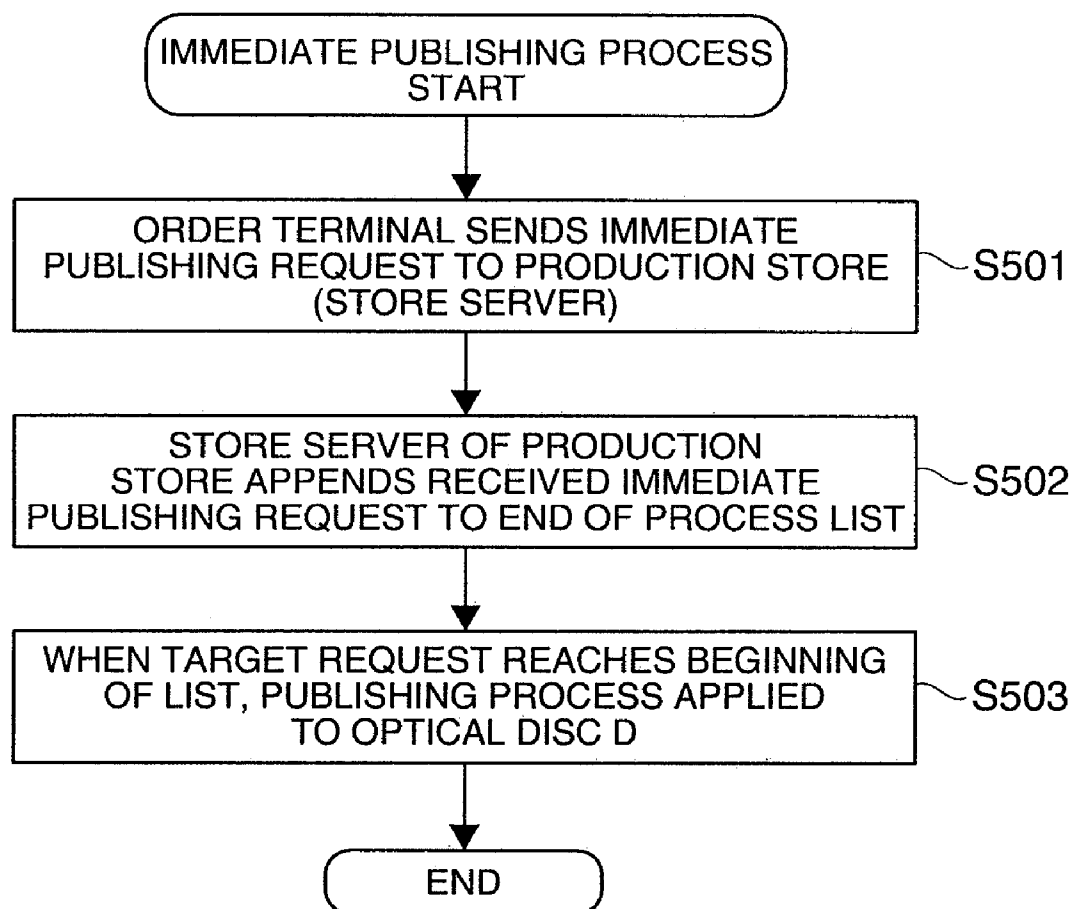 IMMEDIATE PUBLISHING PROCESS
START
ORDER TERMINAL SENDS IMMEDIATE
PUBLISHING REQUEST TO PRODUCTION STORE
(STORE SERVER)
S501
STORE SERVER OF PRODUCTION
STORE APPENDS RECEIVED IMMEDIATE
PUBLISHING REQUEST TO END OF PROCESS LIST
S502
WHEN TARGET REQUEST REACHES BEGINNING
OF LIST, PUBLISHING PROCESS APPLIED
TO OPTICAL DISC D
S503
END